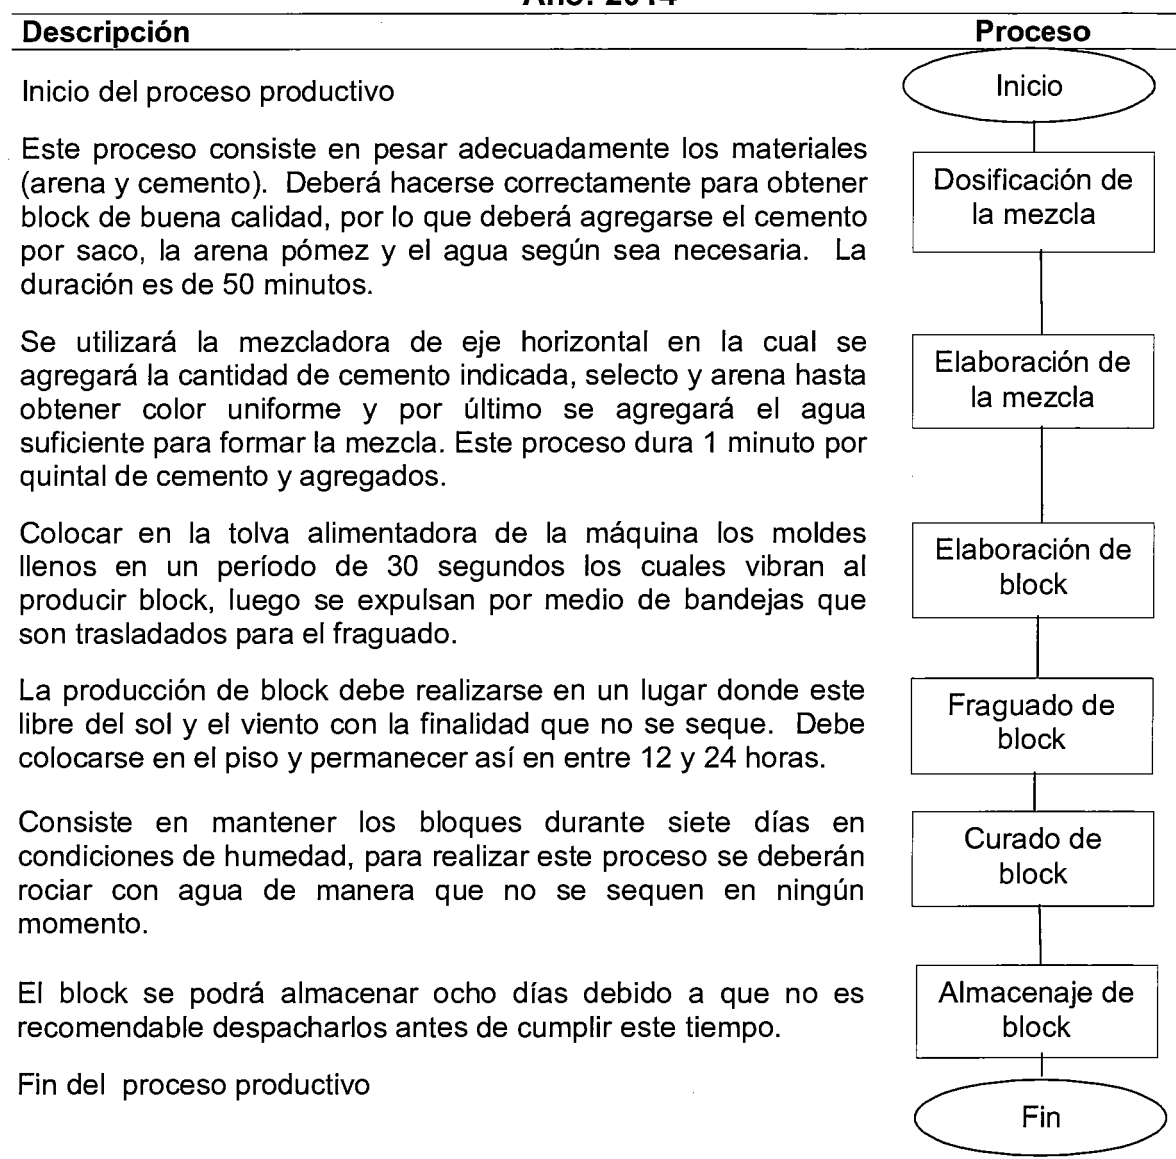 Año: 2014
Descripción Proceso
Inicio del proceso productivo
Inicio
Este proceso consiste en pesar adecuadamente los materiales
(arena y cemento). Deberá hacerse correctamente para obtener
block de buena calidad, por lo que deberá agregarse el cemento
por saco, la arena pómez y el agua según sea necesaria. La
duración es de 50 minutos.
Dosificación de
la mezcla
Se utilizará la mezcladora de eje horizontal en la cual se
agregará la cantidad de cemento indicada, selecto y arena hasta
obtener color uniforme y por último se agregará el agua
suficiente para formar la mezcla. Este proceso dura 1 minuto por
quintal de cemento y agregados.
Elaboración de
la mezcla
Colocar en la tolva alimentadora de la máquina los moldes
llenos en un período de 30 segundos los cuales vibran al
producir block, luego se expulsan por medio de bandejas que
son trasladados para el fraguado.
Elaboración de
block
La producción de block debe realizarse en un lugar donde este
libre del sol y el viento con la finalidad que no se seque. Debe
colocarse en el piso y permanecer así en entre 12 y 24 horas.
Fraguado de
block
Consiste en mantener los bloques durante siete días en
condiciones de humedad, para realizar este proceso se deberán
rociar con agua de manera que no se sequen en ningún
momento.
Curado de
block
El block se podrá almacenar ocho días debido a que no es
recomendable despacharlos antes de cumplir este tiempo.
Almacenaje de
block
Fin del proceso productivo
Fin